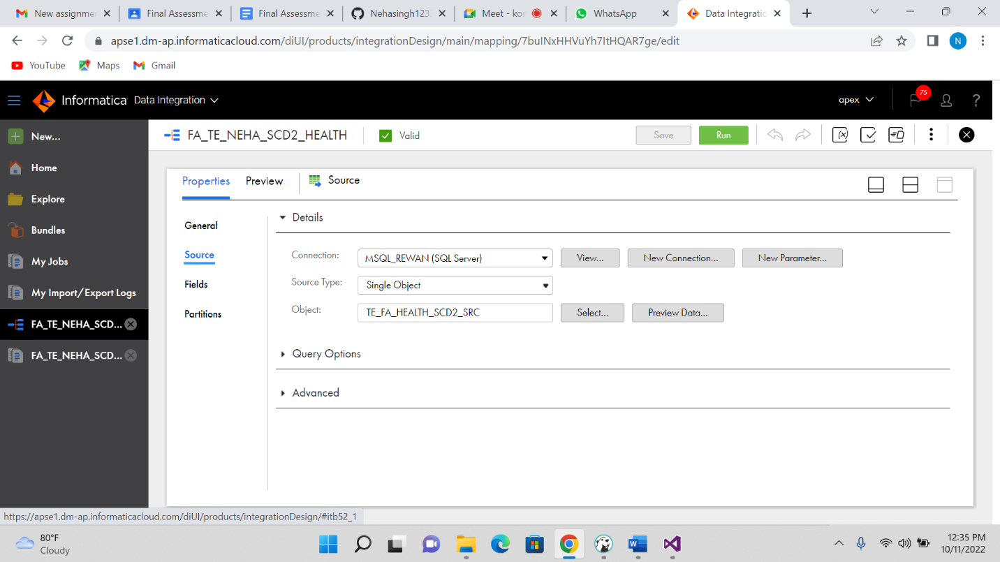 New assignmer
Final Assessme
Final Assessme
Nehasingh123
Meet - kor
WhatsApp
Data Integratio
apse1.dm-ap.informaticacloud.com/diUI/products/integrationDesign/main/mapping/7buINxHHVuYh7ItHQAR7ge/edit
N
YouTube
Maps
Gmail
Informatica Data Integration
apex
75
?
New...
FA_TE_NEHA_SCD2_HEALTH
Valid
Save
Run
Home
Explore
Bundles
My Jobs
My Import/Export Logs
FA_TE_NEHA_SCD...
FA_TE_NEHA_SCD...
Properties
Preview
Source
General
Source
Fields
Partitions
Details
Connection:
MSQL_REWAN (SQL Server)
View...
New Connection...
New Parameter...
Source Type:
Single Object
Object:
TE_FA_HEALTH_SCD2_SRC
Select...
Preview Data...
Query Options
Advanced
https://apse1.dm-ap.informaticacloud.com/diUI/products/integrationDesign/#itb52_1
80°F
Cloudy
12:35 PM
10/11/2022